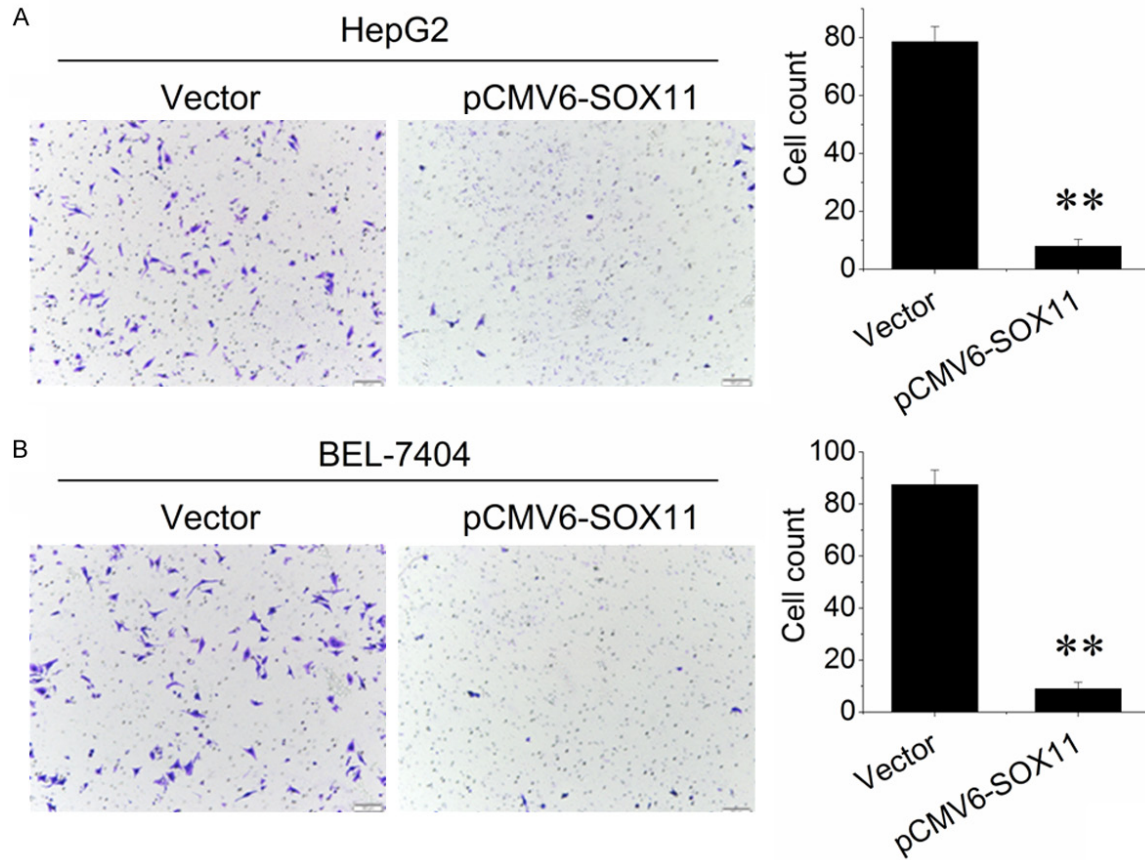 A
HepG2
Vector
pCMV6-SOX11
Cell count
80
60
40
20
0
**
Vector
pCMV6-SOX11
B
BEL-7404
Vector
pCMV6-SOX11
Cell count
100
80
60
40
20
0
**
Vector
pCMV6-SOX11